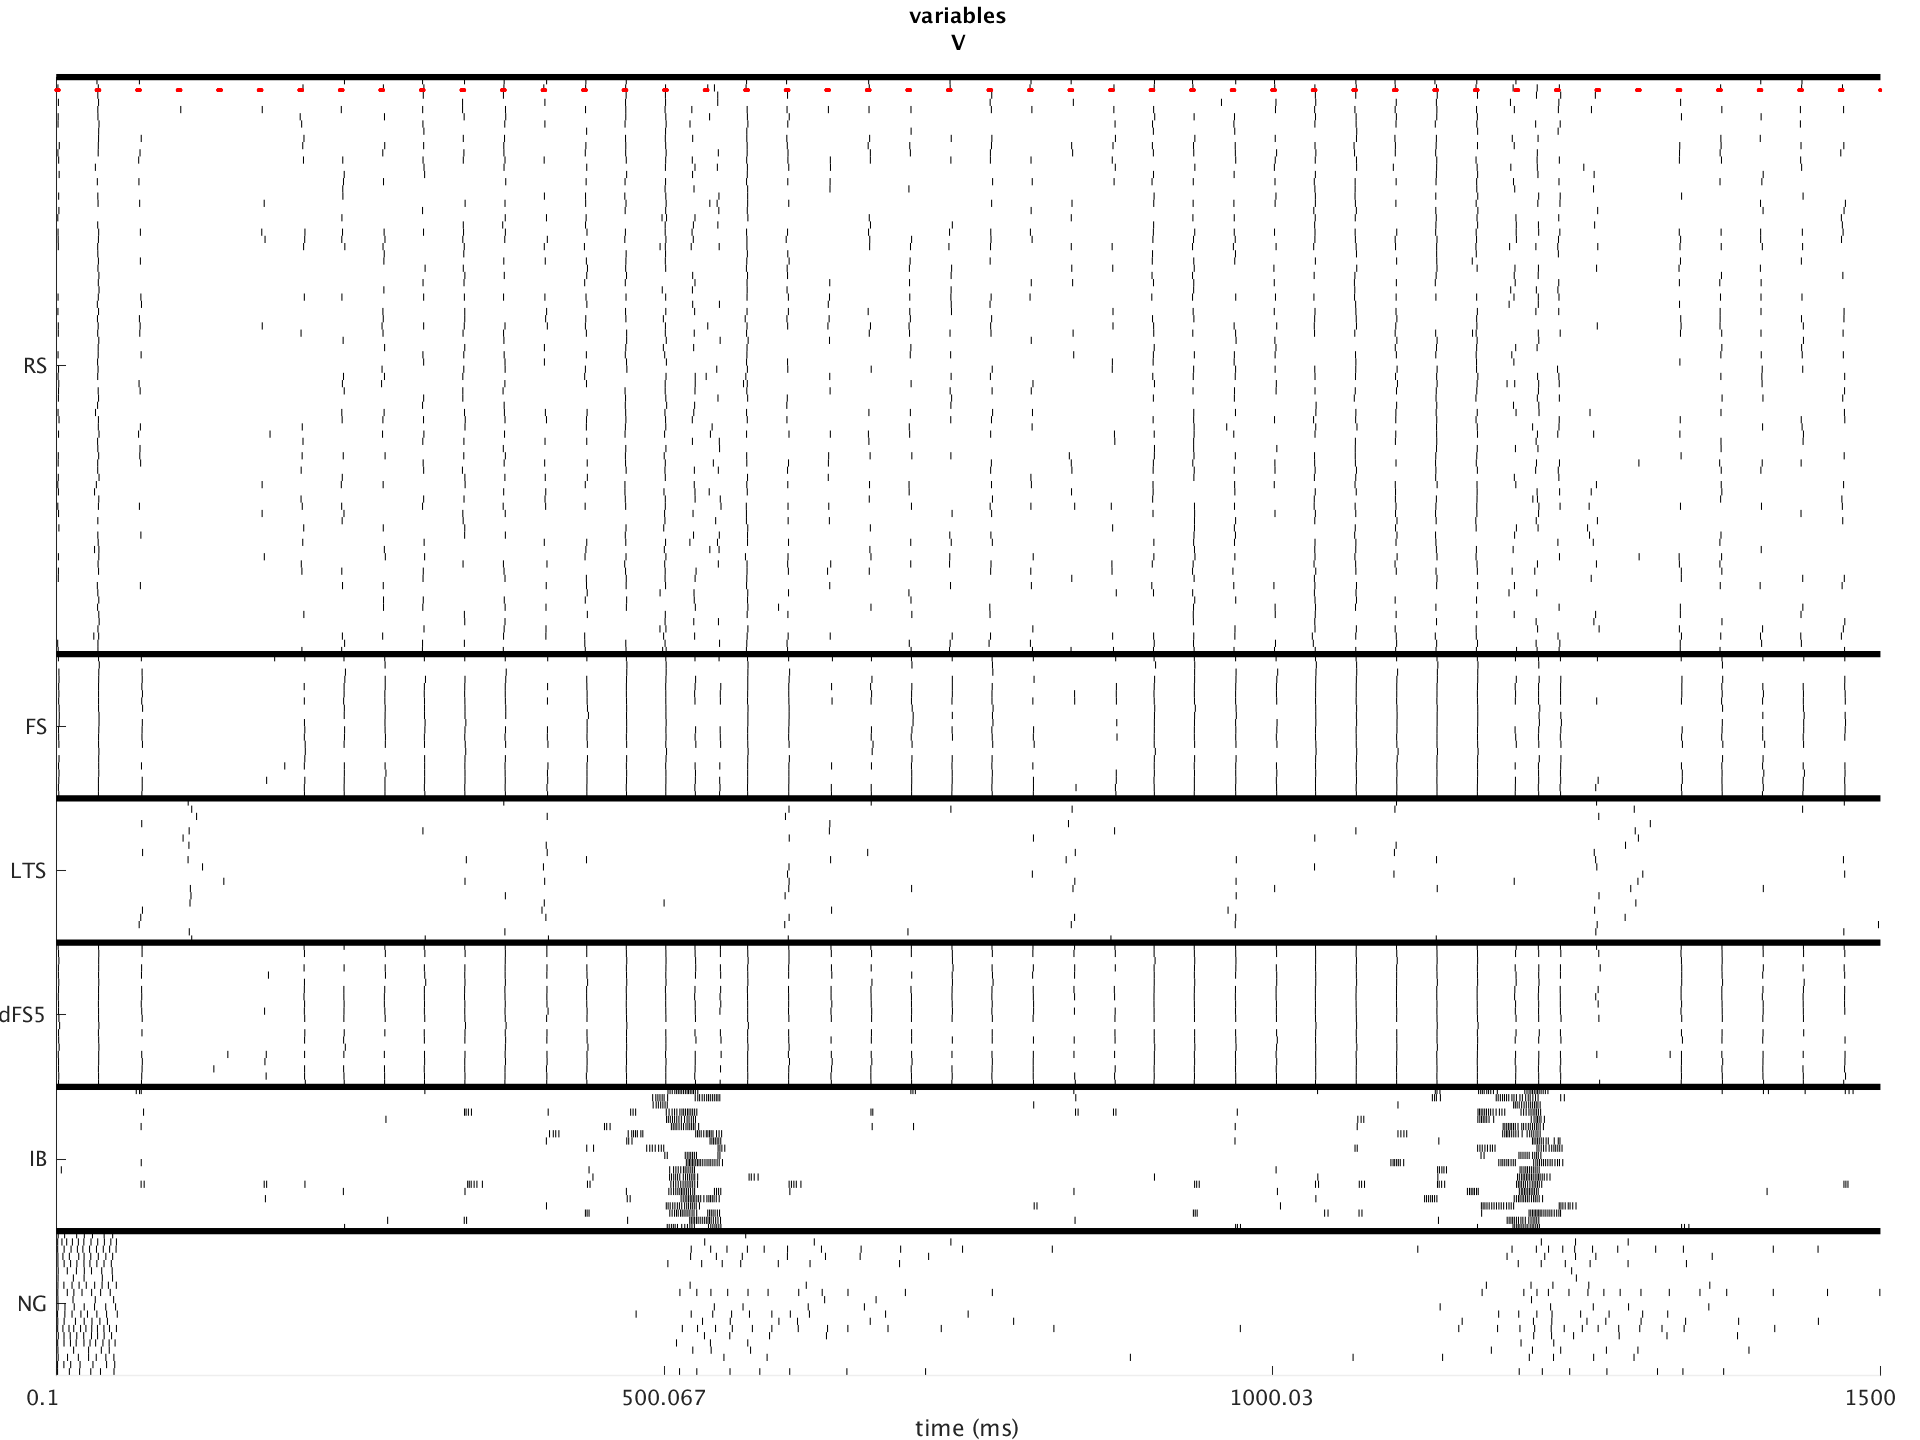 variables
V
RS
FS
LTS
dFS5
IB
NG
0.1
500.067
1000.03
1500
time (ms)